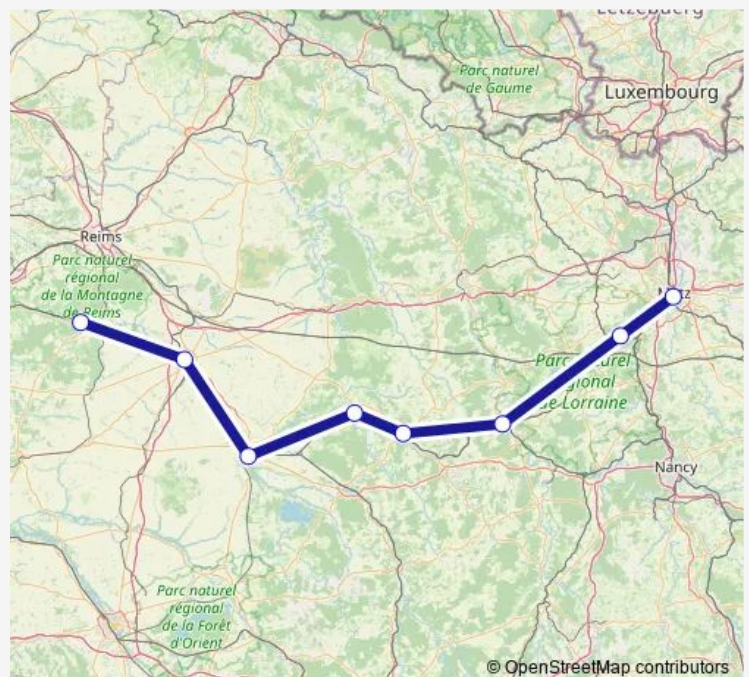 Lëtzebuerg
Parc naturel
de Gaume
Luxembourg
Reims
Parc naturel
régional
de la Montagne
de Reims
Parc naturel
régional
de Lorraine
Nancy
Parc naturel
régional
de la Forêt
d'Orient
© OpenStreetMap contributors